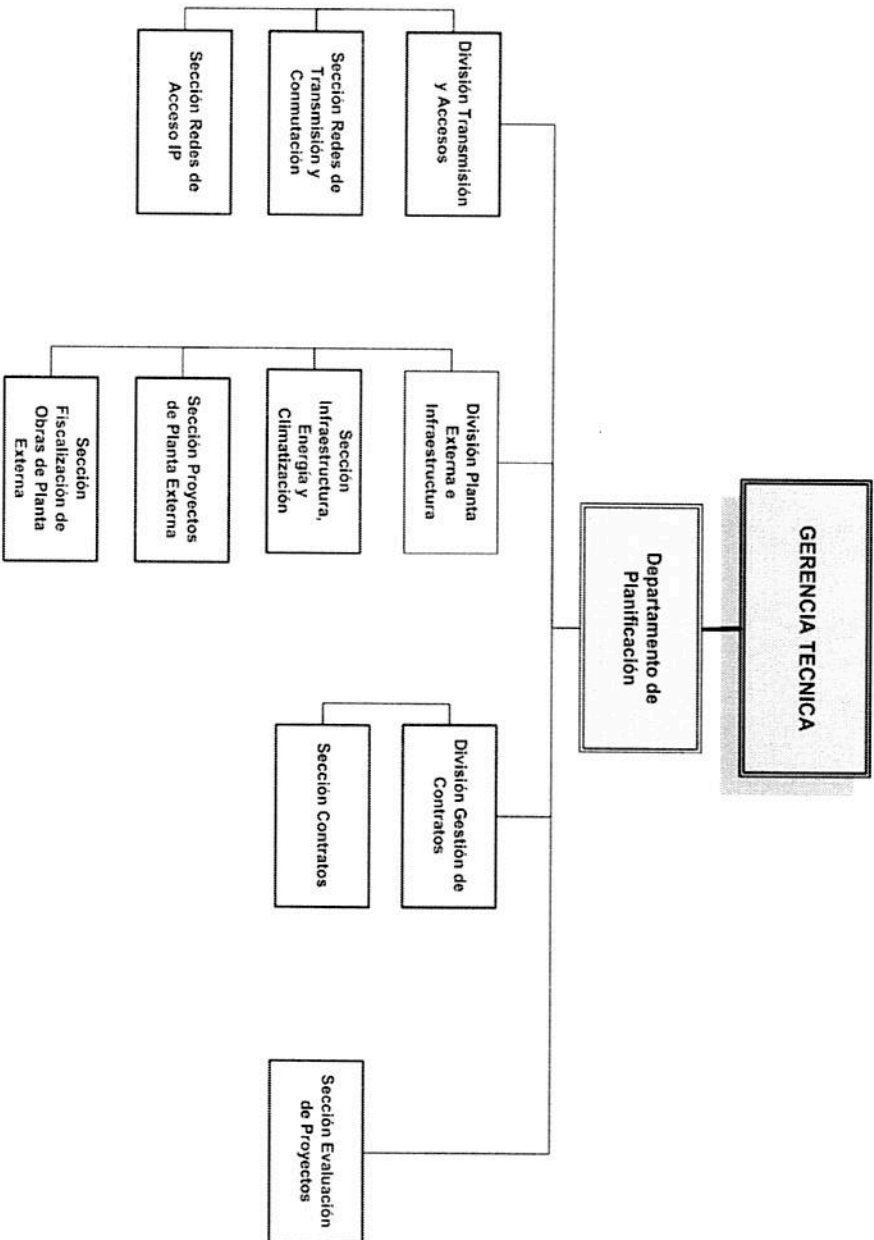 GERENCIA TECNICA
Departamento de
Planificación
División Transmisión
y Accesos
Sección Redes de
Transmisión y
Conmutación
Sección Redes de
Acceso IP
División Planta
Externa e
Infraestructura
Sección
Infraestructura,
Energía y
Climatización
Sección Proyectos
de Planta Externa
Sección
Fiscalización de
Obras de Planta
Externa
División Gestión de
Contratos
Sección Contratos
Sección Evaluación
de Proyectos